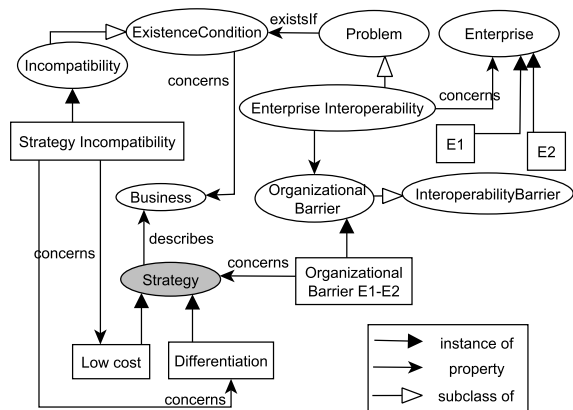 ExistenceCondition
existsIf
Problem
Enterprise
Incompatibility
concerns
Enterprise Interoperability
concerns
Strategy Incompatibility
E1
E2
Business
Organizational
Barrier
InteroperabilityBarrier
describes
concerns
Strategy
concerns
Organizational
Barrier E1-E2
Low cost
Differentiation
concerns
instance of
property
subclass of